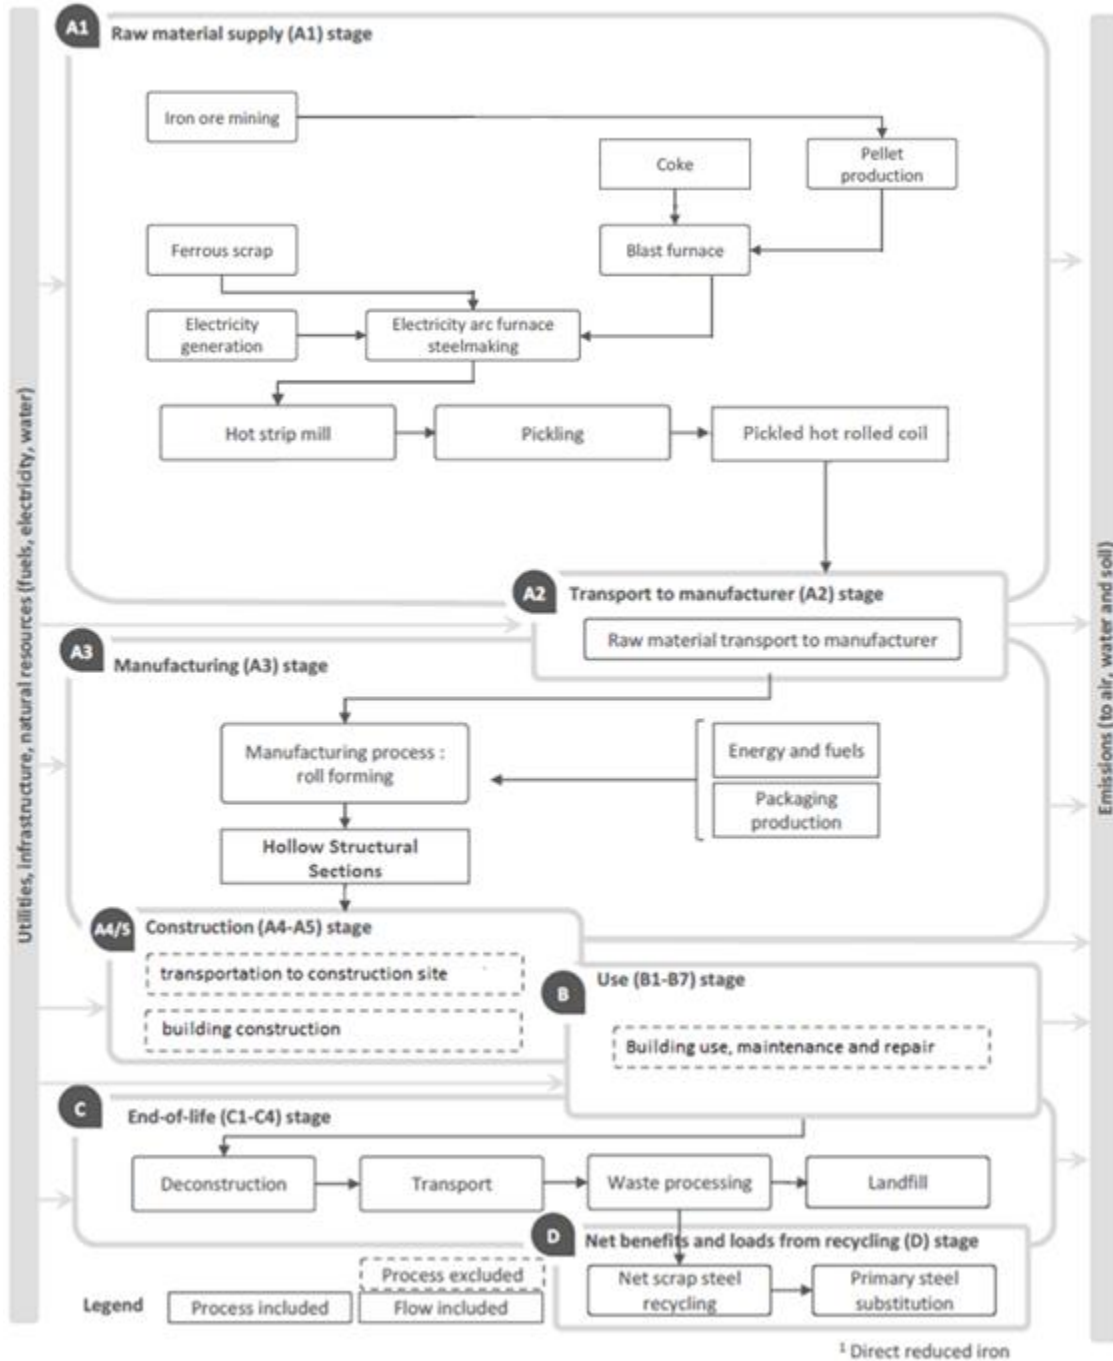 A1
Raw material supply (A1) stage
Iron ore mining
Coke
Pellet
production
Ferrous scrap
Blast furnace
Electricity
generation
Electricity arc furnace
steelmaking
Hot strip mill
Pickling
Pickled hot rolled coil
A2
Transport to manufacturer (A2) stage
Raw material transport to manufacturer
A3
Manufacturing (A3) stage
Manufacturing process :
roll forming
Energy and fuels
Packaging
production
Hollow Structural
Sections
A4/5
Construction (A4-A5) stage
transportation to construction site
building construction
B
Use (B1-B7) stage
Building use, maintenance and repair
C
End-of-life (C1-C4) stage
Deconstruction
Transport
Waste processing
Landfill
D
Net benefits and loads from recycling (D) stage
Net scrap steel
recycling
Primary steel
substitution
Legend
Process excluded
Process included
Flow included
1 Direct reduced iron
Utilities, infrastructure, natural resources (fuels, electricity, water)
Emissions (to air, water and soil)